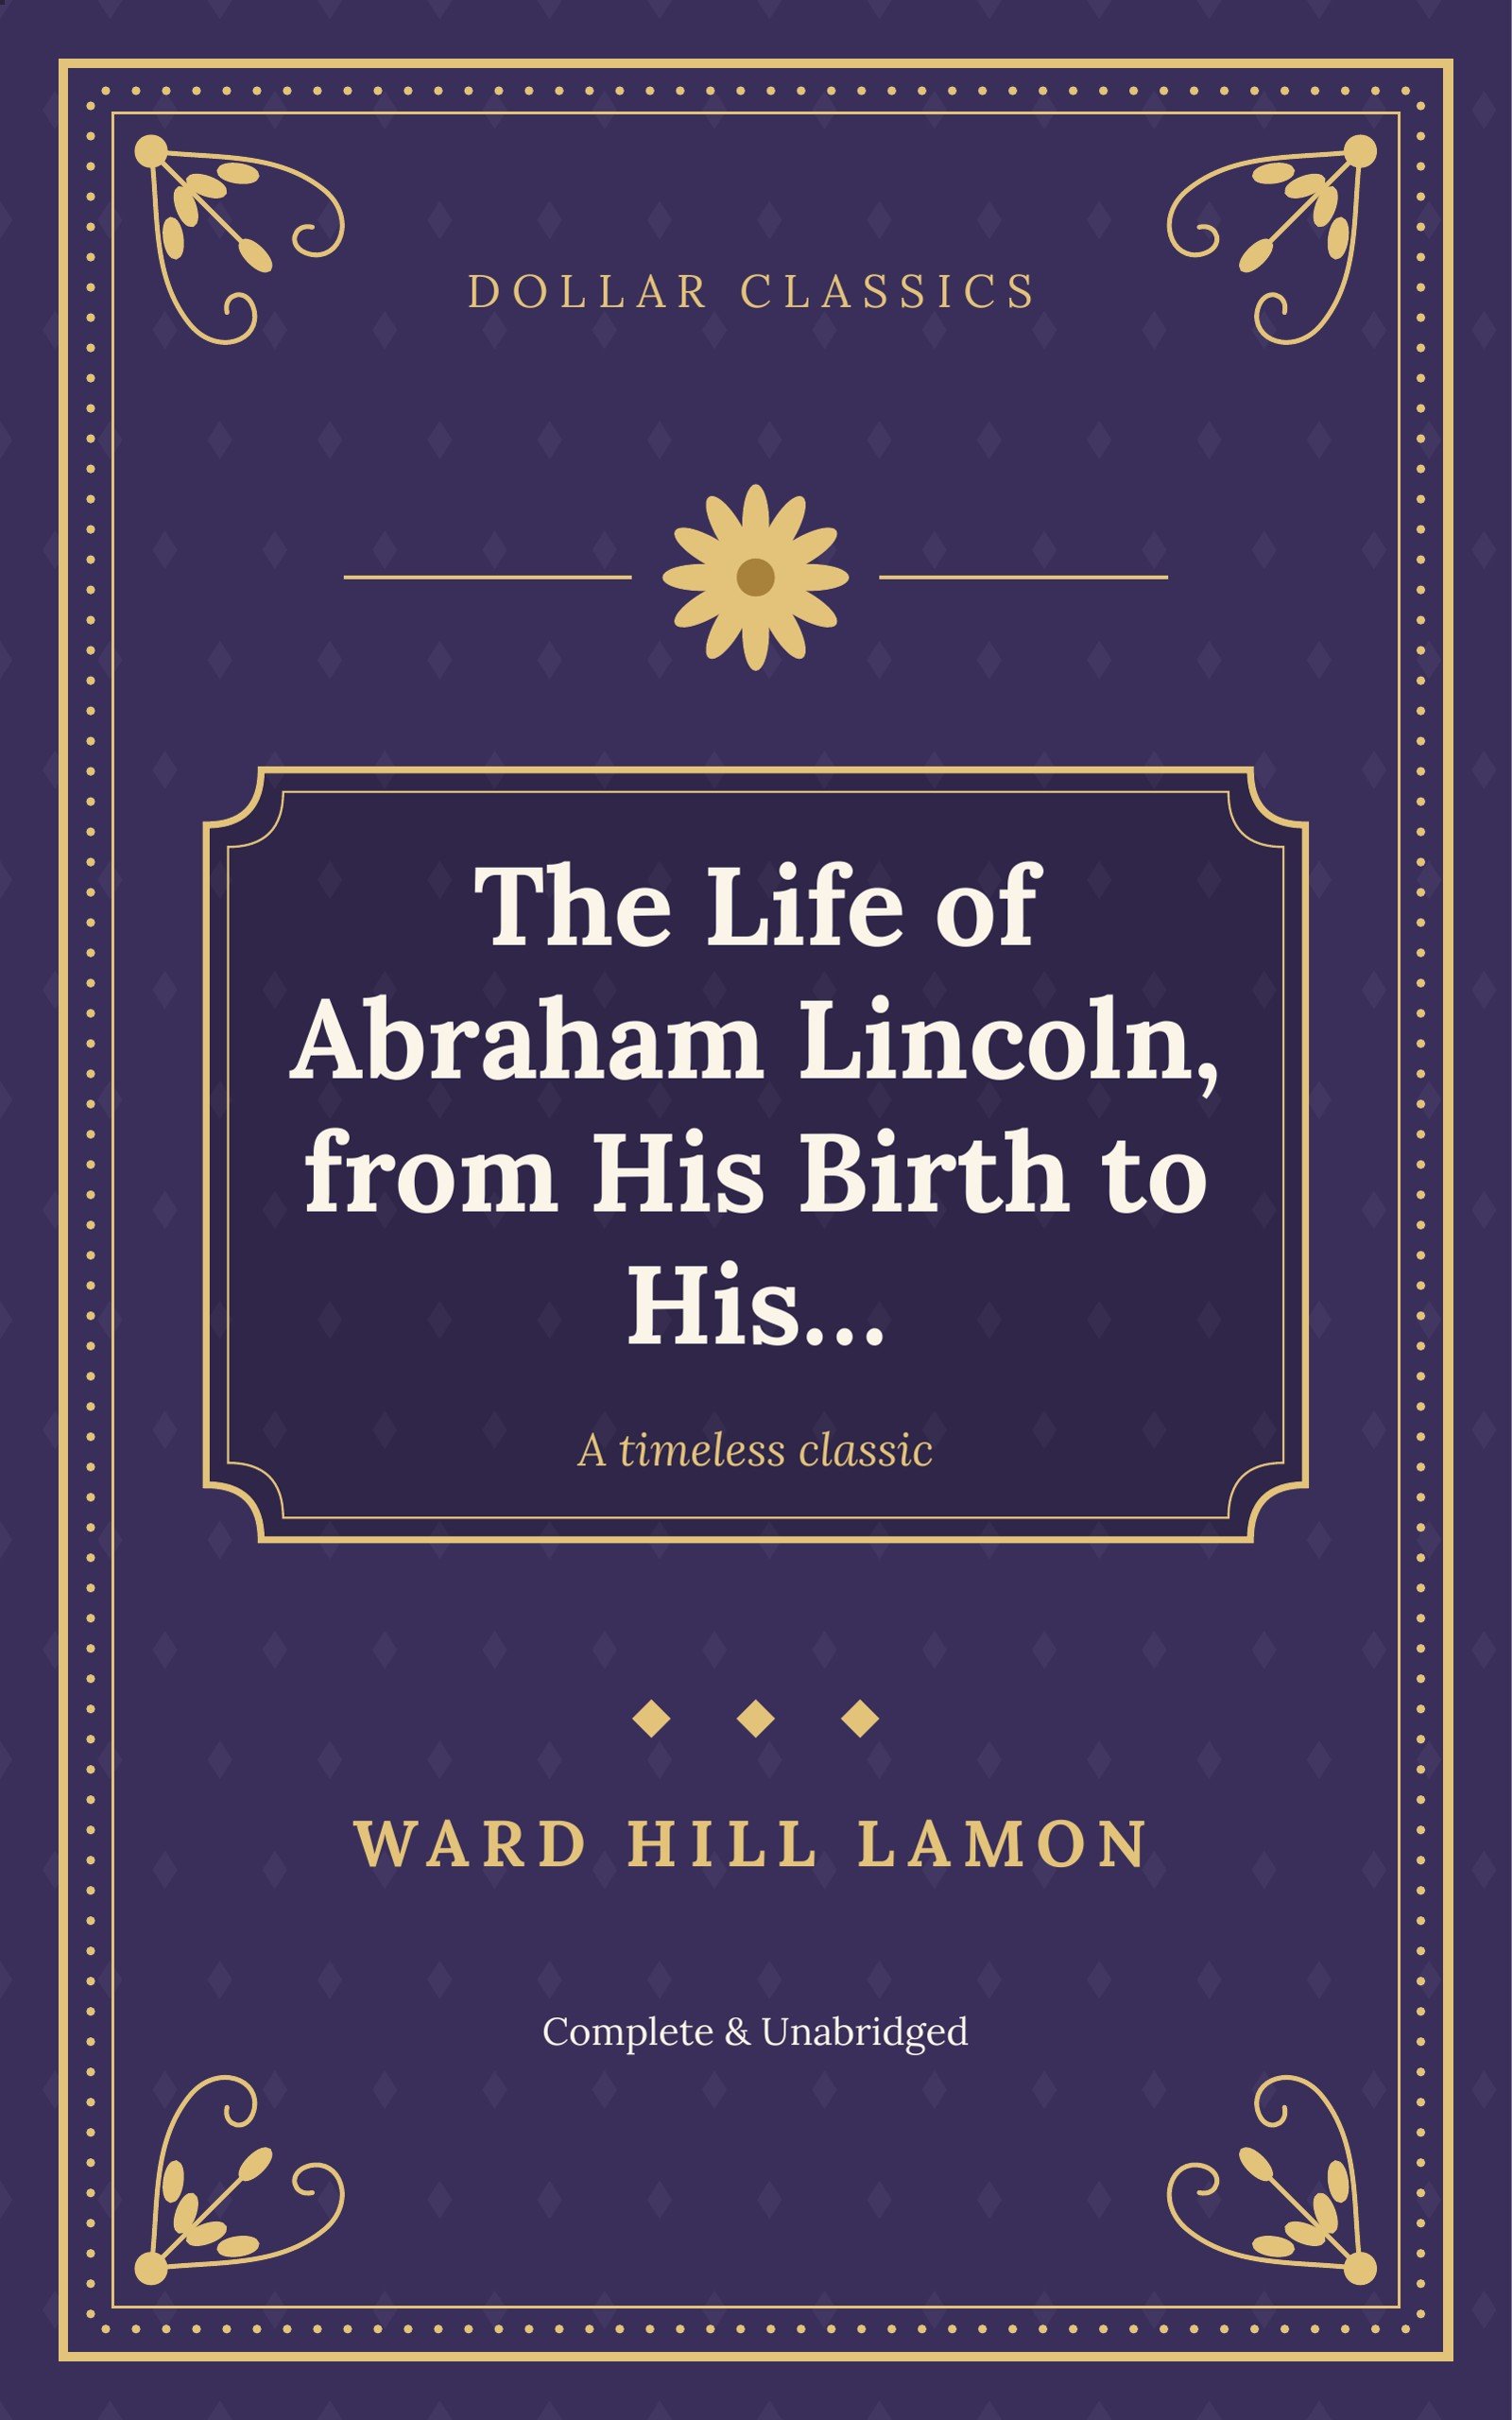 DOLLAR CLASSICS
The Life of
Abraham Lincoln,
from His Birth to
His...
A timeless classic
WARD HILL LAMON
Complete & Unabridged